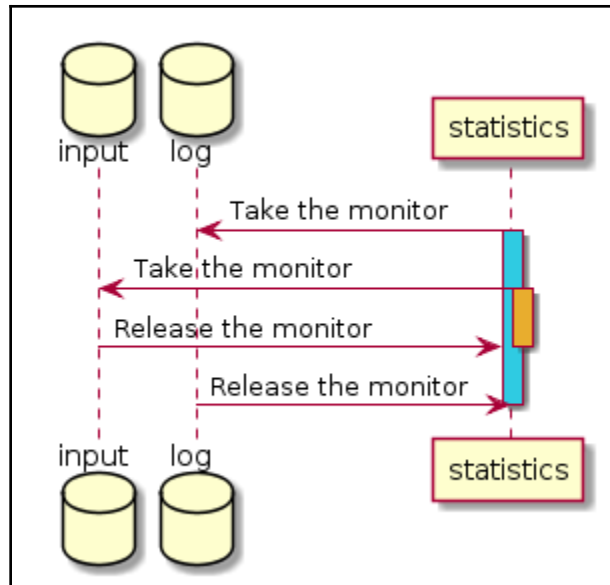 input
log
statistics
Take the monitor
Take the monitor
Release the monitor
Release the monitor
input
log
statistics